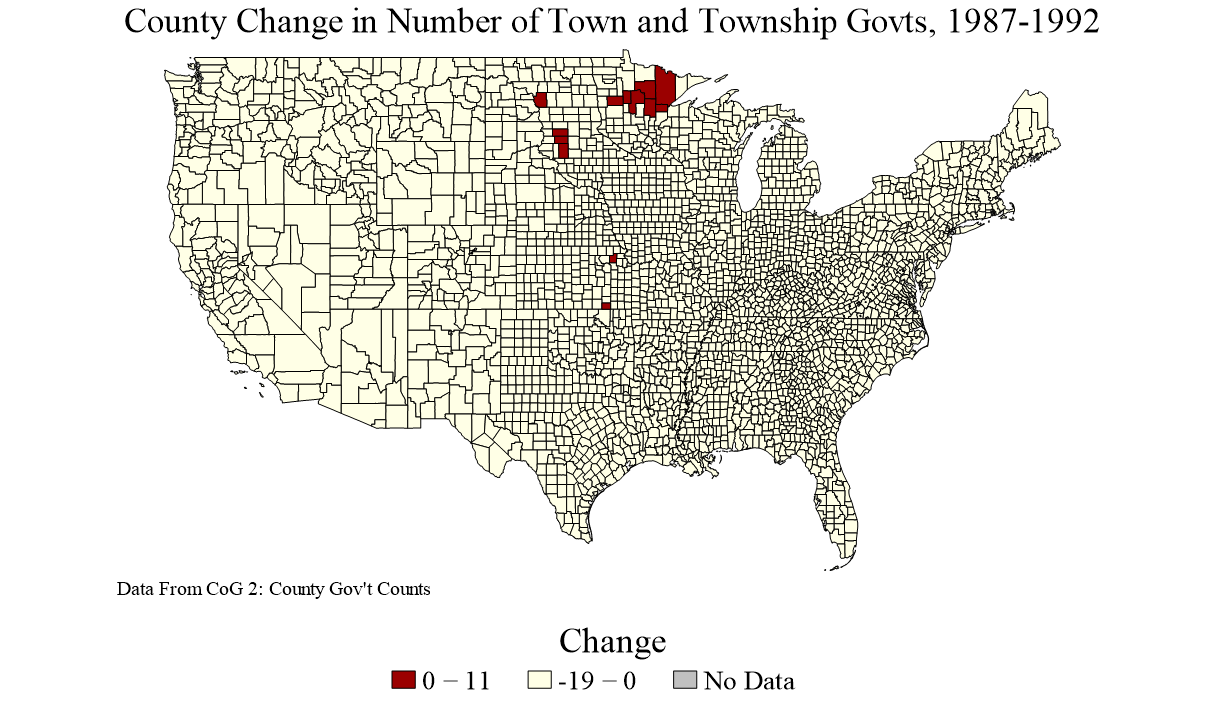 County Change in Number of Town and Township Govts, 1987-1992
Data From CoG 2: County Gov't Counts
Change
0 − 11 -19 − 0 No Data